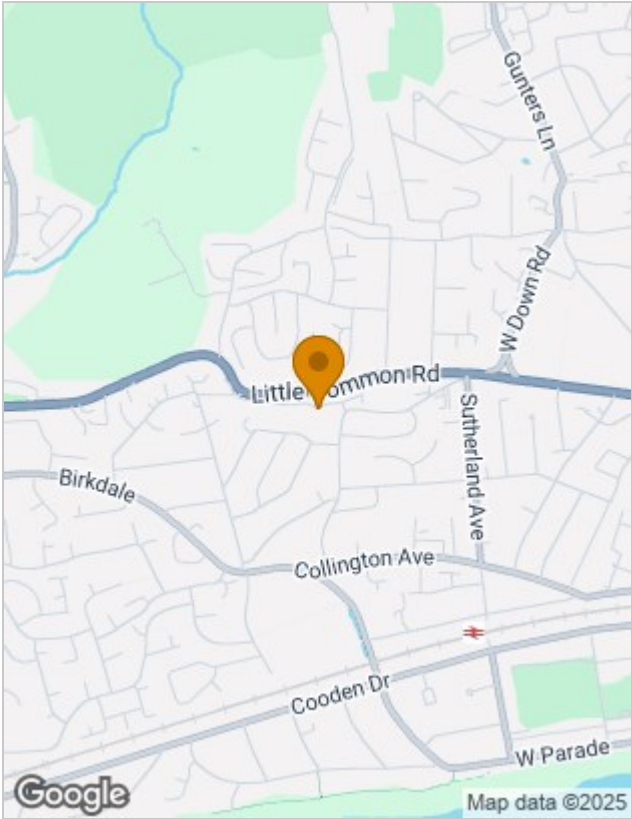 Gunters Ln
W Down Rd
Little Common Rd
Sutherland Ave
Birkdale
Collington Ave
Cooden Dr
W Parade
Google
Map data ©2025